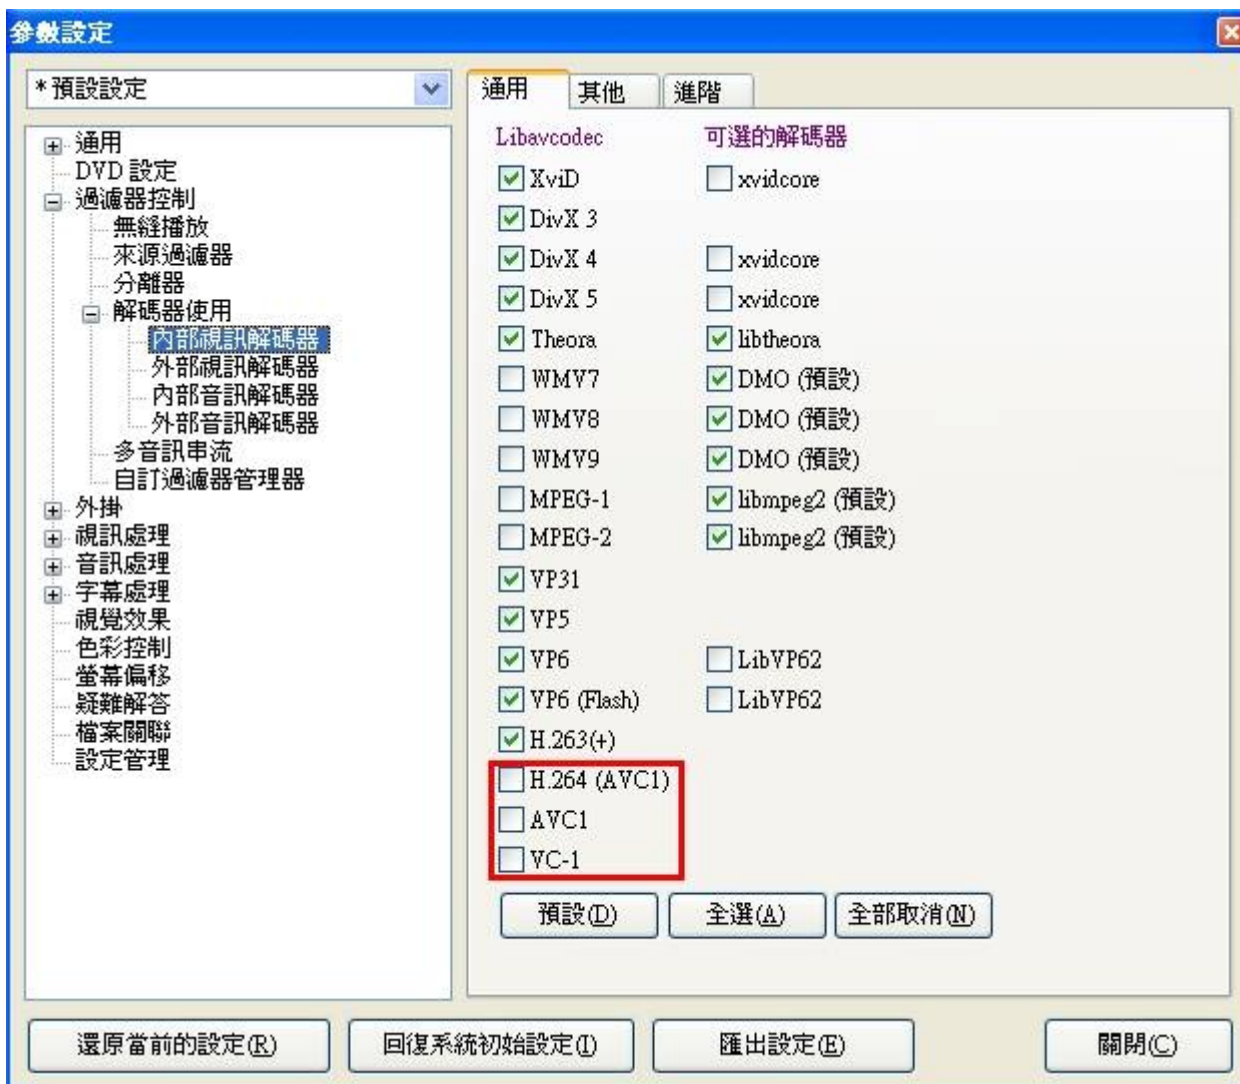 參數設定
*預設設定
通用
DVD 設定
過濾器控制
無縫播放
來源過濾器
分離器
解碼器使用
內部視訊解碼器
外部視訊解碼器
內部音訊解碼器
外部音訊解碼器
多音訊串流
自訂過濾器管理器
外掛
視訊處理
音訊處理
字幕處理
視覺效果
色彩控制
螢幕偏移
疑難解答
檔案關聯
設定管理
通用 其他 進階
Libavcodec 可選的解碼器
XviD xvidcore
DivX 3
DivX 4 xvidcore
DivX 5 xvidcore
Theora libtheora
WMV7 DMO (預設)
WMV8 DMO (預設)
WMV9 DMO (預設)
MPEG-1 libmpeg2 (預設)
MPEG-2 libmpeg2 (預設)
VP31
VP5
VP6 LibVP62
VP6 (Flash) LibVP62
H.263(+)
H.264 (AVC1)
AVC1
VC-1
預設(D) 全選(A) 全部取消(N)
還原當前的設定(R) 回復系統初始設定(I) 匯出設定(E) 關閉(C)